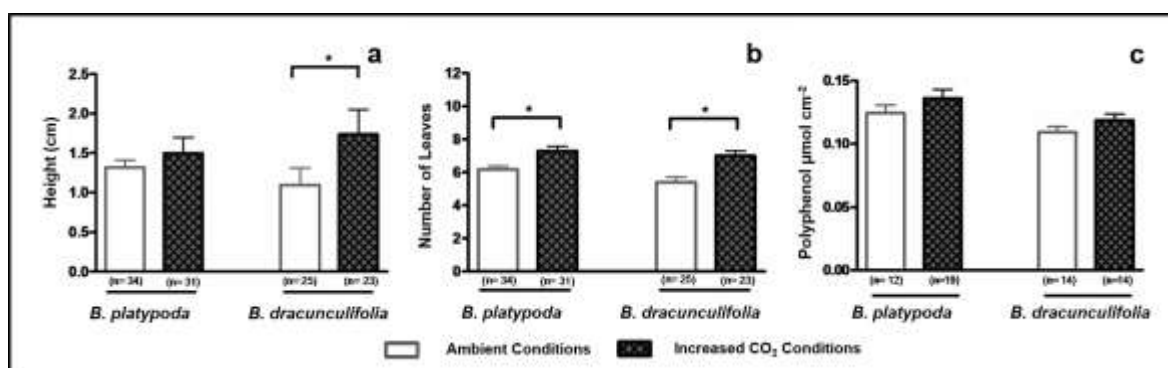 a
Height (cm)
2.5
2.0
1.5
1.0
0.5
0.0
*
(n= 34) (n= 31) (n=25) (n= 23)
B. platypoda B. dracunculifolia
b
Number of Leaves
12
10
8
6
4
2
0
* *
(n= 34) (n= 31) (n= 25) (n= 23)
B. platypoda B. dracunculifolia
c
Polyphenol µmol cm⁻²
0.15
0.10
0.05
0.00
(n= 12) (n=19) (n= 14) (n=14)
B. platypoda B. dracunculifolia
Ambient Conditions Increased CO₂ Conditions